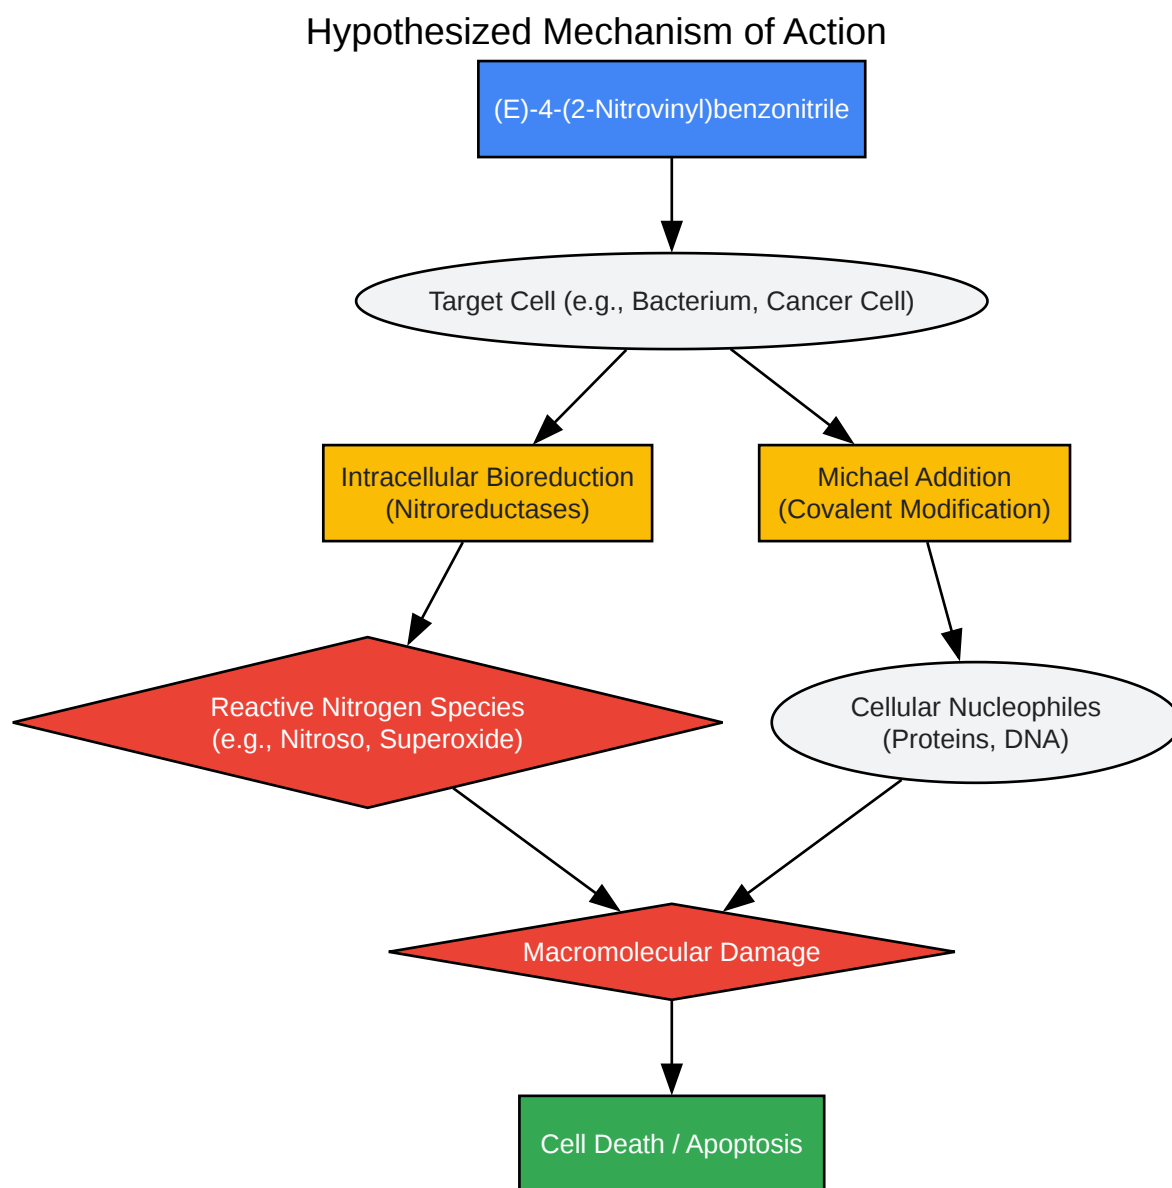 Hypothesized Mechanism of Action
(E)-4-(2-Nitrovinyl)benzonitrile
Target Cell (e.g., Bacterium, Cancer Cell)
Intracellular Bioreduction
(Nitroreductases)
Michael Addition
(Covalent Modification)
Reactive Nitrogen Species
(e.g., Nitroso, Superoxide)
Cellular Nucleophiles
(Proteins, DNA)
Macromolecular Damage
Cell Death / Apoptosis